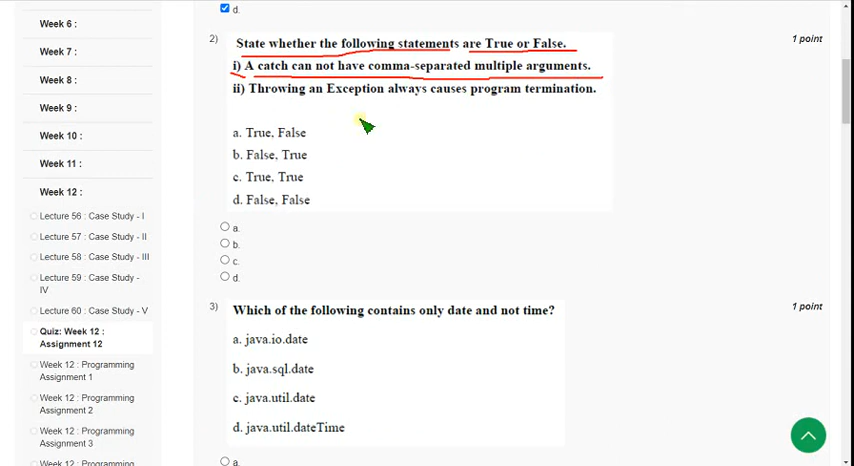 d.
Week 6 :
Week 7 :
Week 8 :
Week 9 :
Week 10 :
Week 11 :
Week 12 :
Lecture 56 : Case Study - I
Lecture 57 : Case Study - II
Lecture 58 : Case Study - III
Lecture 59 : Case Study -
IV
Lecture 60 : Case Study - V
Quiz: Week 12 :
Assignment 12
Week 12 : Programming
Assignment 1
Week 12 : Programming
Assignment 2
Week 12 : Programming
Assignment 3
Week 12 : Programming
2)
State whether the following statements are True or False.
1 point
i) A catch can not have comma-separated multiple arguments.
ii) Throwing an Exception always causes program termination.
a. True, False
b. False, True
c. True, True
d. False, False
a.
b.
c.
d.
3)
Which of the following contains only date and not time?
1 point
a. java.io.date
b. java.sql.date
c. java.util.date
d. java.util.dateTime
a.